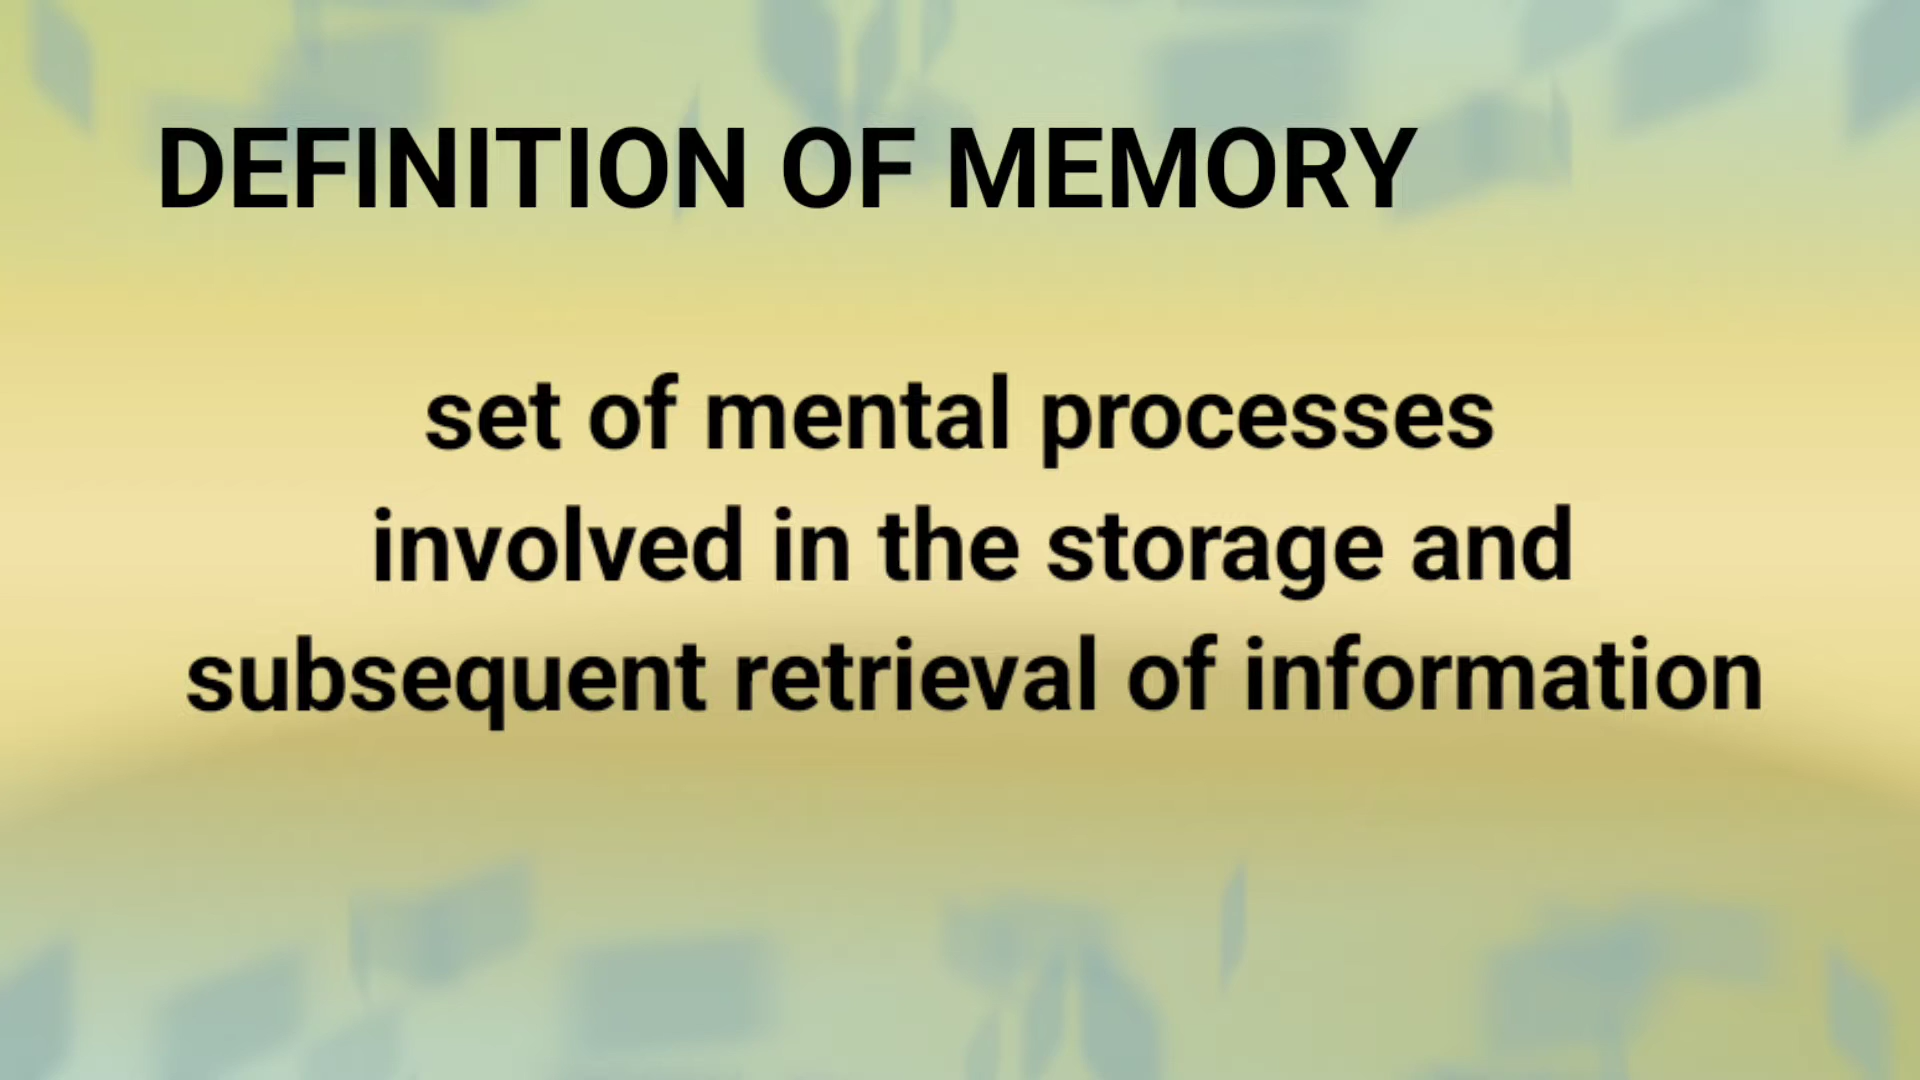 DEFINITION OF MEMORY
set of mental processes
involved in the storage and
subsequent retrieval of information